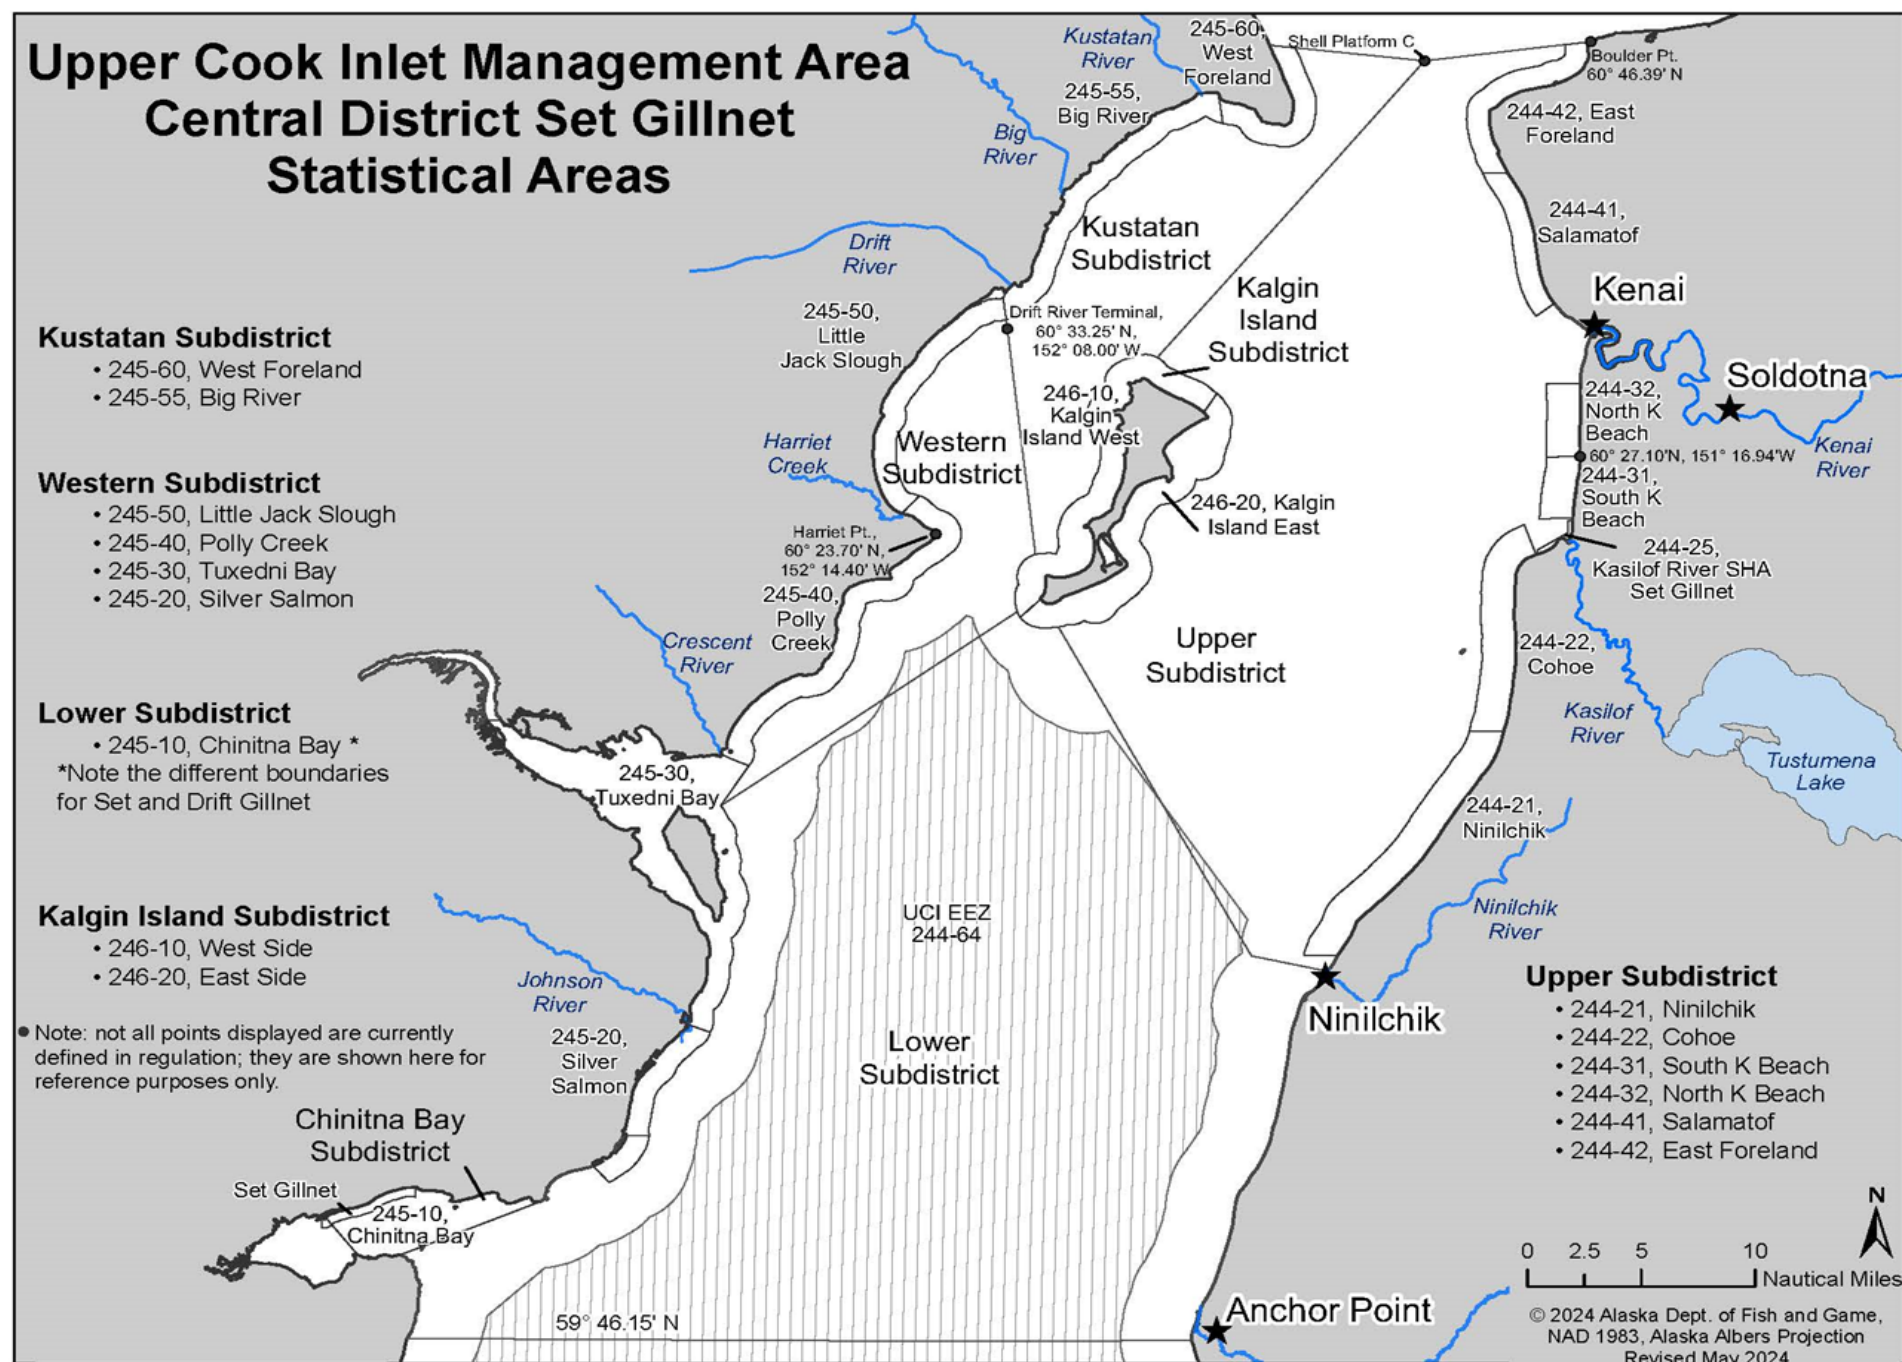 Upper Cook Inlet Management Area
Central District Set Gillnet
Statistical Areas
Kustatan Subdistrict
• 245-60, West Foreland
• 245-55, Big River
Western Subdistrict
• 245-50, Little Jack Slough
• 245-40, Polly Creek
• 245-30, Tuxedni Bay
• 245-20, Silver Salmon
Lower Subdistrict
• 245-10, Chinitna Bay *
*Note the different boundaries
for Set and Drift Gillnet
Kalgin Island Subdistrict
• 246-10, West Side
• 246-20, East Side
● Note: not all points displayed are currently
defined in regulation; they are shown here for
reference purposes only.
Kustatan
River
245-60,
West
Foreland
Shell Platform C
Boulder Pt.
60° 46.39' N
245-55,
Big River
Big
River
244-42, East
Foreland
244-41,
Salamatof
Drift
River
Kustatan
Subdistrict
Kalgin
Island
Subdistrict
Kenai
245-50,
Little
Jack Slough
Drift River Terminal,
60° 33.25' N,
152° 08.00' W
Soldotna
246-10,
Kalgin
Island West
244-32,
North K
Beach
Kenai
River
Harriet
Creek
Western
Subdistrict
60° 27.10'N, 151° 16.94'W
244-31,
South K
Beach
246-20, Kalgin
Island East
Harriet Pt.,
60° 23.70' N,
152° 14.40' W
244-25,
Kasilof River SHA
Set Gillnet
245-40,
Polly
Creek
Crescent
River
Upper
Subdistrict
244-22,
Cohoe
Kasilof
River
Tustumena
Lake
245-30,
Tuxedni Bay
244-21,
Ninilchik
UCI EEZ
244-64
Ninilchik
River
Johnson
River
Ninilchik
245-20,
Silver
Salmon
Lower
Subdistrict
Upper Subdistrict
• 244-21, Ninilchik
• 244-22, Cohoe
• 244-31, South K Beach
• 244-32, North K Beach
• 244-41, Salamatof
• 244-42, East Foreland
Chinitna Bay
Subdistrict
Set Gillnet
245-10,
Chinitna Bay
59° 46.15' N
Anchor Point
N
0 2.5 5 10
Nautical Miles
© 2024 Alaska Dept. of Fish and Game,
NAD 1983, Alaska Albers Projection
Revised May 2024